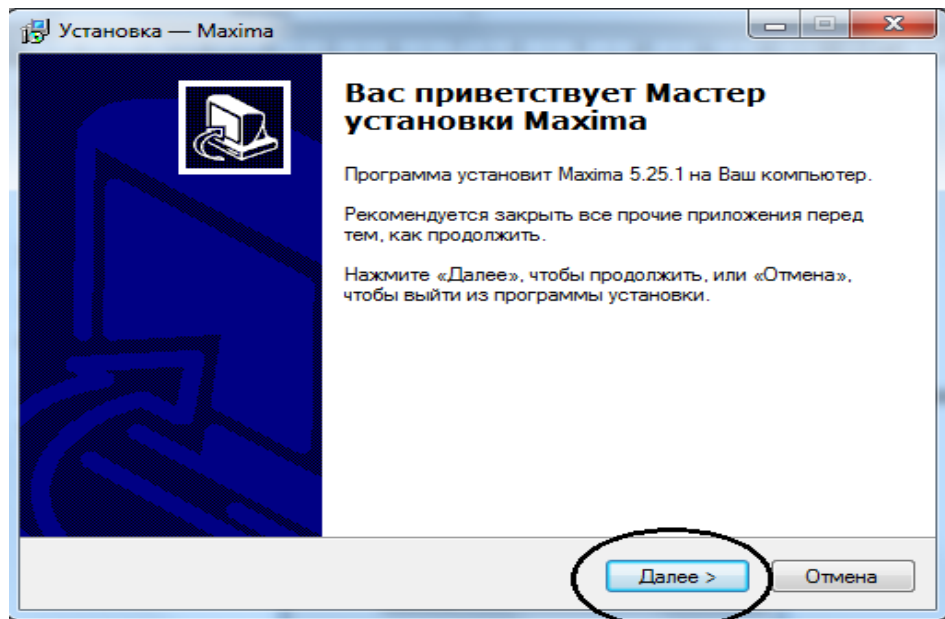 Установка — Maxima
Вас приветствует Мастер
установки Maxima
Программа установит Maxima 5.25.1 на Ваш компьютер.
Рекомендуется закрыть все прочие приложения перед
тем, как продолжить.
Нажмите «Далее», чтобы продолжить, или «Отмена»,
чтобы выйти из программы установки.
Далее >
Отмена